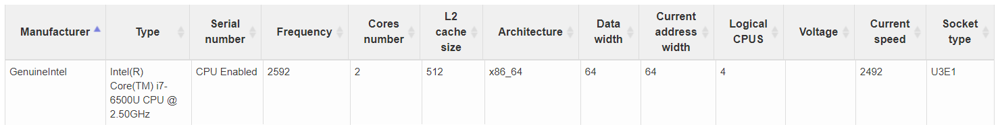 Manufacturer Type Serial number Frequency Cores number L2 cache size Architecture Data width Current address width Logical CPUS Voltage Current speed Socket type
GenuineIntel Intel(R) Core(TM) i7-6500U CPU @ 2.50GHz CPU Enabled 2592 2 512 x86_64 64 64 4 2492 U3E1